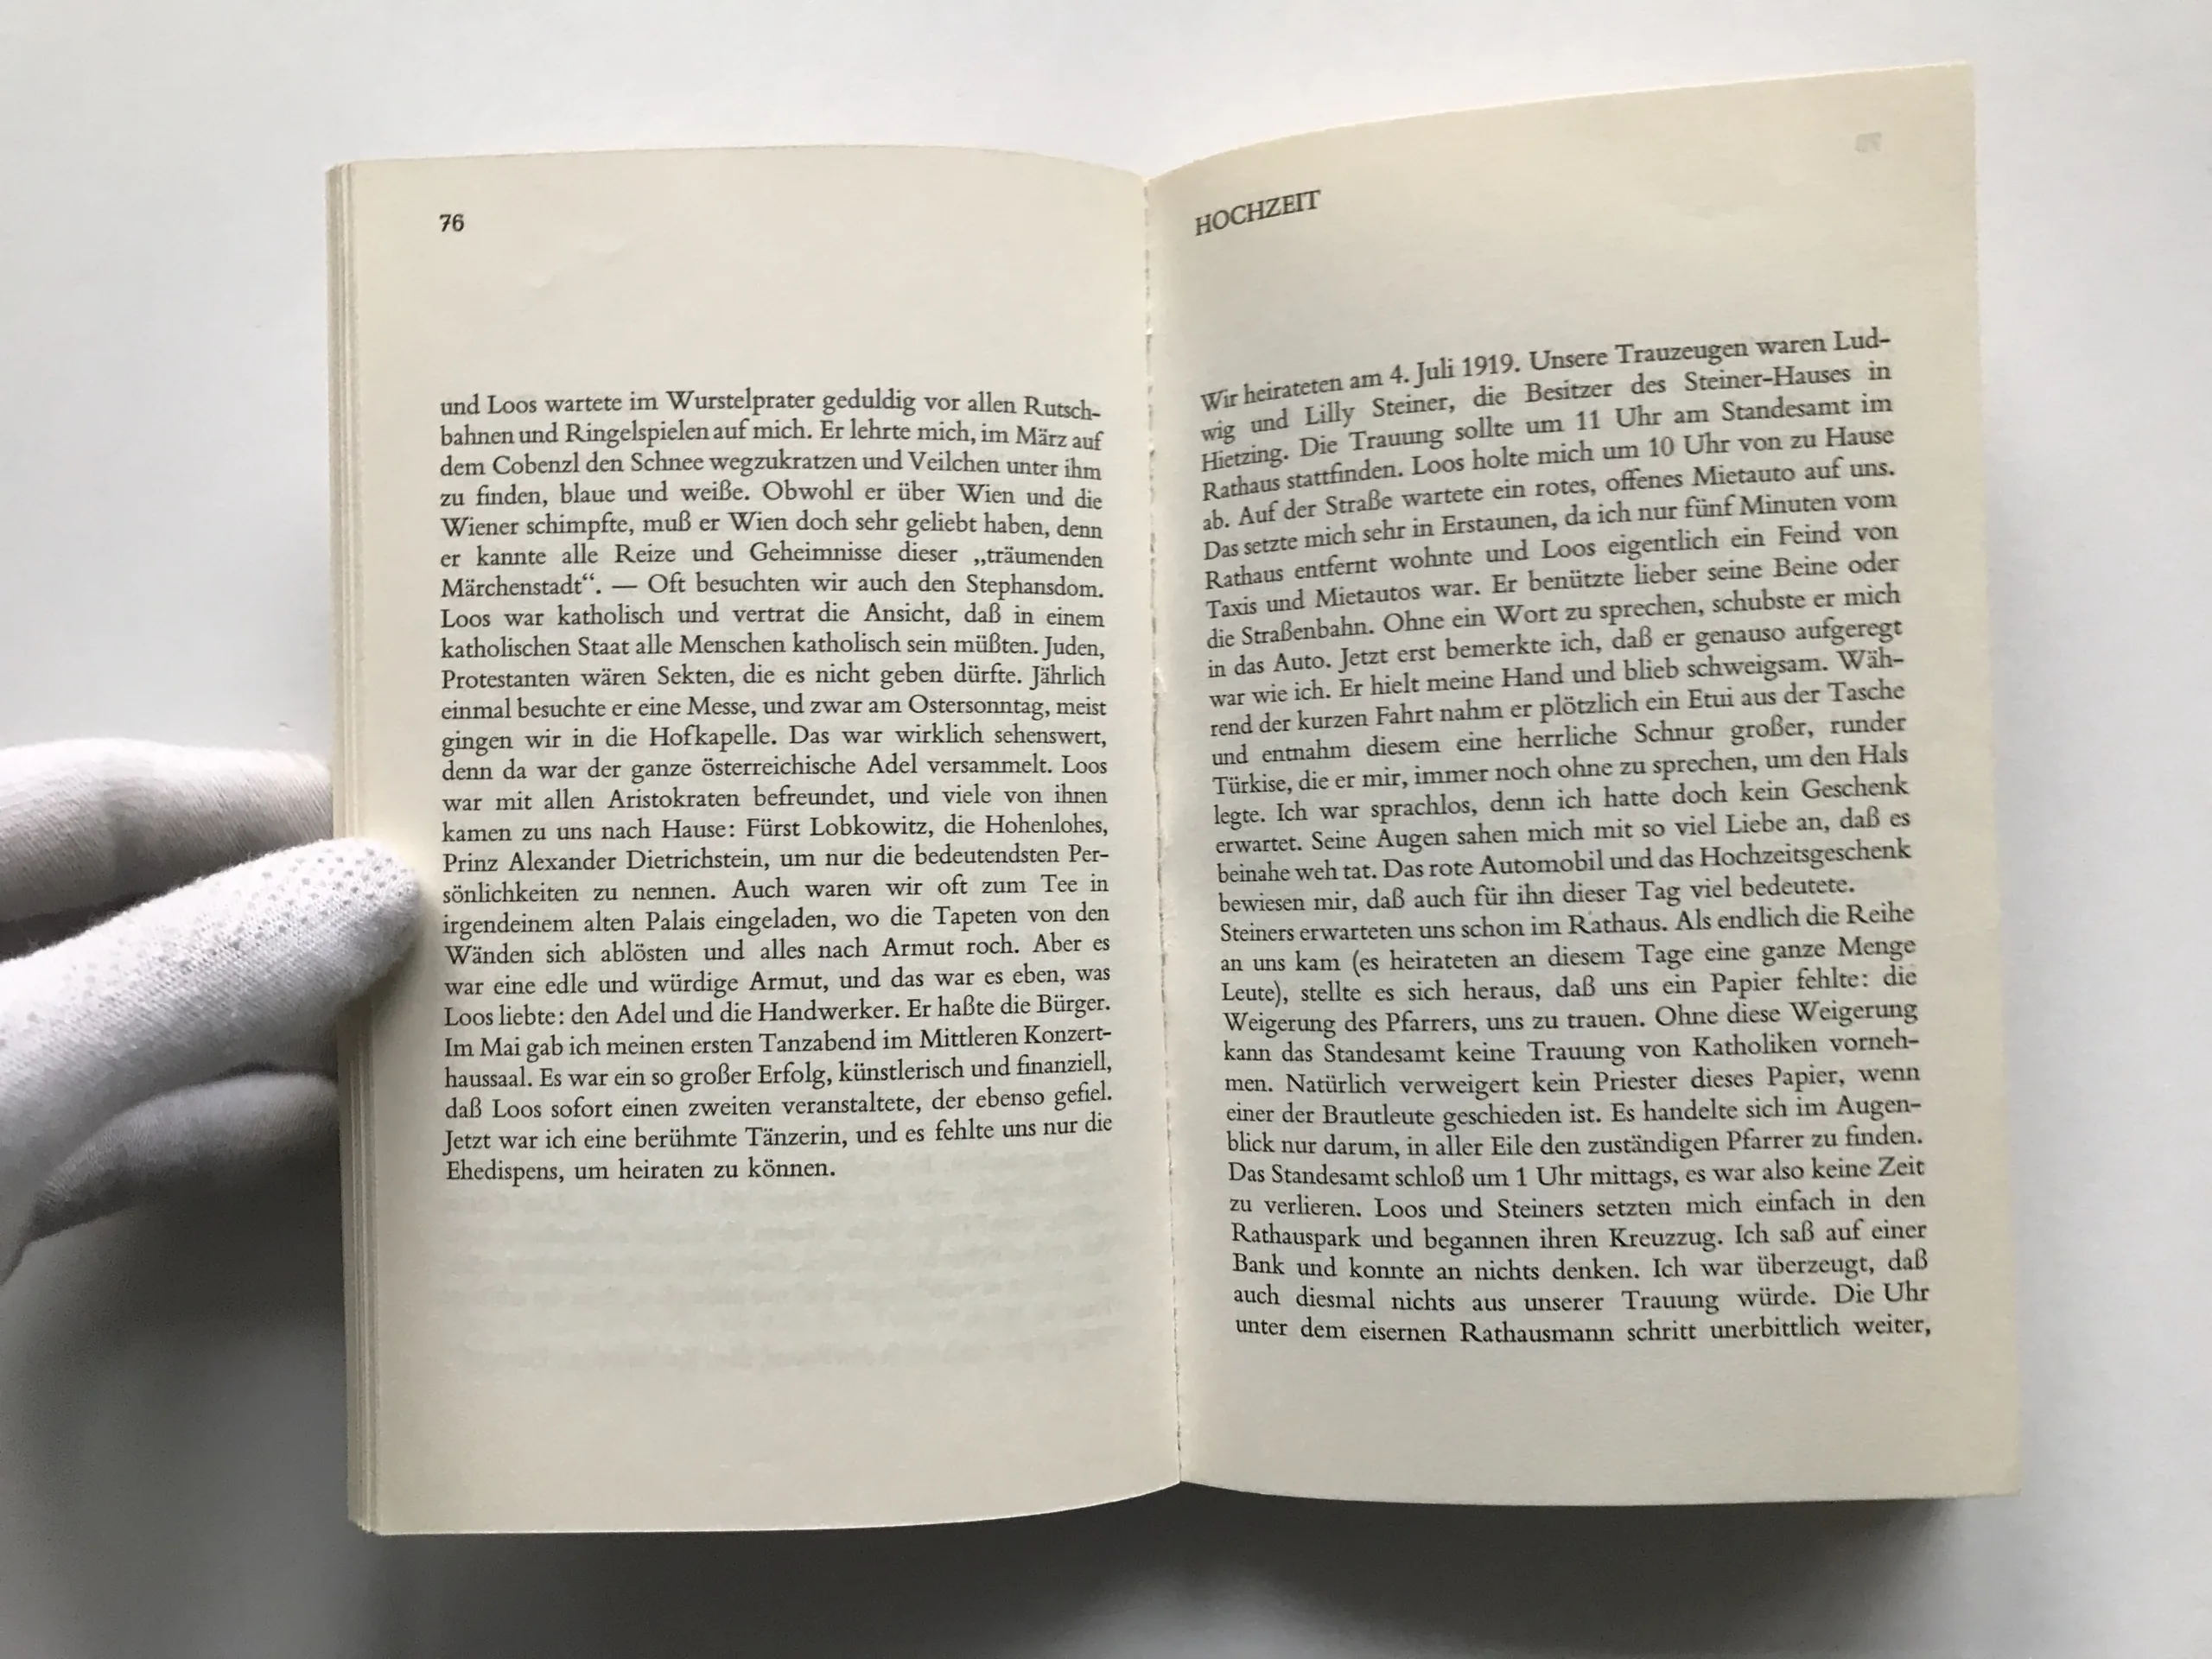 76
und Loos wartete im Wurstelprater geduldig vor allen Rutsch-
bahnen und Ringelspielen auf mich. Er lehrte mich, im März auf
dem Cobenzl den Schnee wegzukratzen und Veilchen unter ihm
zu finden, blaue und weiße. Obwohl er über Wien und die
Wiener schimpfte, muß er Wien doch sehr geliebt haben, denn
er kannte alle Reize und Geheimnisse dieser „träumenden
Märchenstadt“. — Oft besuchten wir auch den Stephansdom.
Loos war katholisch und vertrat die Ansicht, daß in einem
katholischen Staat alle Menschen katholisch sein müßten. Juden,
Protestanten wären Sekten, die es nicht geben dürfte. Jährlich
einmal besuchte er eine Messe, und zwar am Ostersonntag, meist
gingen wir in die Hofkapelle. Das war wirklich sehenswert,
denn da war der ganze österreichische Adel versammelt. Loos
war mit allen Aristokraten befreundet, und viele von ihnen
kamen zu uns nach Hause: Fürst Lobkowitz, die Hohenlohes,
Prinz Alexander Dietrichstein, um nur die bedeutendsten Per-
sönlichkeiten zu nennen. Auch waren wir oft zum Tee in
irgendeinem alten Palais eingeladen, wo die Tapeten von den
Wänden sich ablösten und alles nach Armut roch. Aber es
war eine edle und würdige Armut, und das war es eben, was
Loos liebte: den Adel und die Handwerker. Er haßte die Bürger.
Im Mai gab ich meinen ersten Tanzabend im Mittleren Konzert-
haussaal. Es war ein so großer Erfolg, künstlerisch und finanziell,
daß Loos sofort einen zweiten veranstaltete, der ebenso gefiel.
Jetzt war ich eine berühmte Tänzerin, und es fehlte uns nur die
Ehedispens, um heiraten zu können.
HOCHZEIT
Wir heirateten am 4. Juli 1919. Unsere Trauzeugen waren Lud-
wig und Lilly Steiner, die Besitzer des Steiner-Hauses in
Hietzing. Die Trauung sollte um 11 Uhr am Standesamt im
Rathaus stattfinden. Loos holte mich um 10 Uhr von zu Hause
ab. Auf der Straße wartete ein rotes, offenes Mietauto auf uns.
Das setzte mich sehr in Erstaunen, da ich nur fünf Minuten vom
Rathaus entfernt wohnte und Loos eigentlich ein Feind von
Taxis und Mietautos war. Er benützte lieber seine Beine oder
die Straßenbahn. Ohne ein Wort zu sprechen, schubste er mich
in das Auto. Jetzt erst bemerkte ich, daß er genauso aufgeregt
war wie ich. Er hielt meine Hand und blieb schweigsam. Wäh-
rend der kurzen Fahrt nahm er plötzlich ein Etui aus der Tasche
und entnahm diesem eine herrliche Schnur großer, runder
Türkise, die er mir, immer noch ohne zu sprechen, um den Hals
legte. Ich war sprachlos, denn ich hatte doch kein Geschenk
erwartet. Seine Augen sahen mich mit so viel Liebe an, daß es
beinahe weh tat. Das rote Automobil und das Hochzeitsgeschenk
bewiesen mir, daß auch für ihn dieser Tag viel bedeutete.
Steiners erwarteten uns schon im Rathaus. Als endlich die Reihe
an uns kam (es heirateten an diesem Tage eine ganze Menge
Leute), stellte es sich heraus, daß uns ein Papier fehlte: die
Weigerung des Pfarrers, uns zu trauen. Ohne diese Weigerung
kann das Standesamt keine Trauung von Katholiken vorneh-
men. Natürlich verweigert kein Priester dieses Papier, wenn
einer der Brautleute geschieden ist. Es handelte sich im Augen-
blick nur darum, in aller Eile den zuständigen Pfarrer zu finden.
Das Standesamt schloß um 1 Uhr mittags, es war also keine Zeit
zu verlieren. Loos und Steiners setzten mich einfach in den
Rathauspark und begannen ihren Kreuzzug. Ich saß auf einer
Bank und konnte an nichts denken. Ich war überzeugt, daß
auch diesmal nichts aus unserer Trauung würde. Die Uhr
unter dem eisernen Rathausmann schritt unerbittlich weiter,